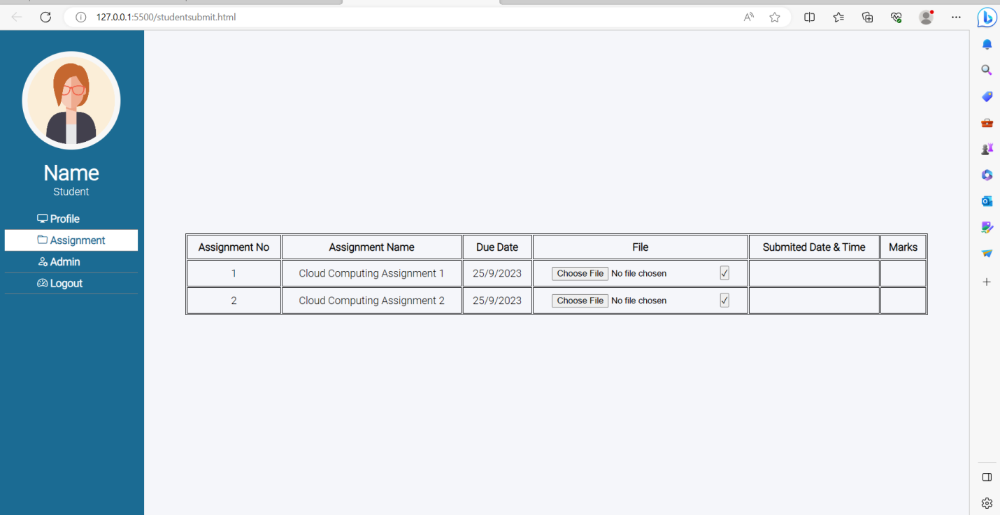 127.0.0.1:5500/studentsubmit.html
Name
Student
Profile
Assignment
Admin
Logout
Assignment No Assignment Name Due Date File Submited Date & Time Marks
1 Cloud Computing Assignment 1 25/9/2023 Choose File No file chosen ✓
2 Cloud Computing Assignment 2 25/9/2023 Choose File No file chosen ✓